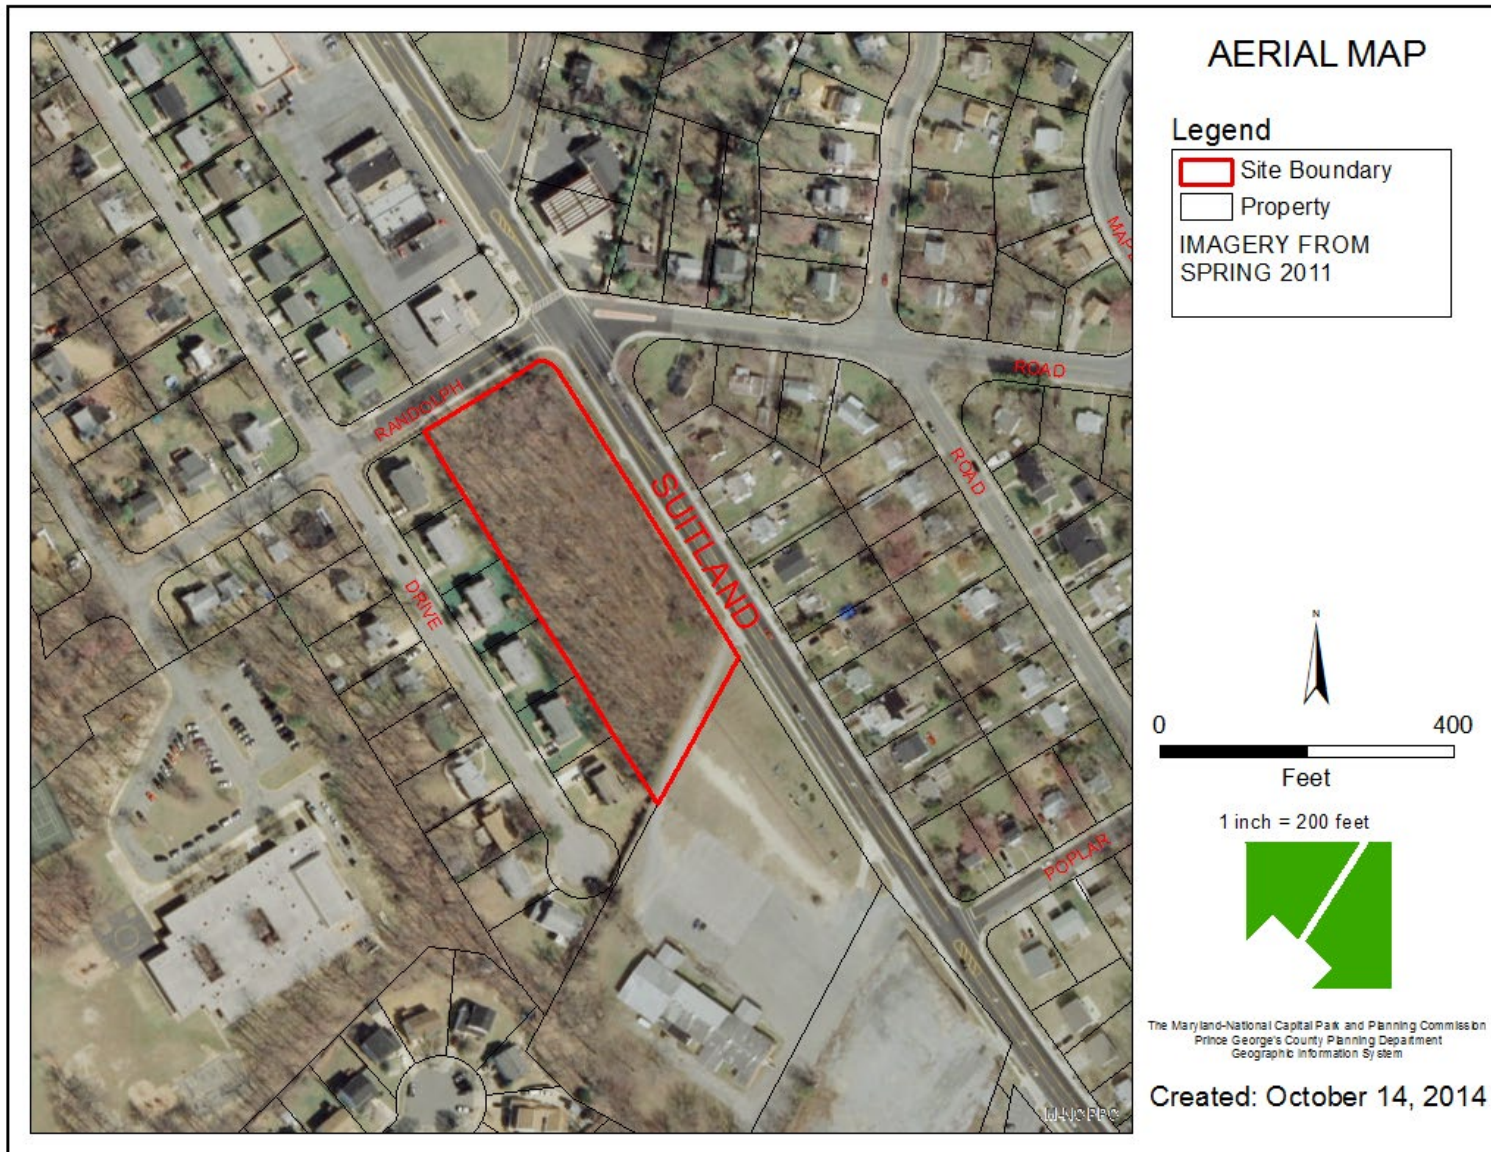 AERIAL MAP
Legend
Site Boundary
Property
IMAGERY FROM
SPRING 2011
RANDOLPH
SUITLAND
ROAD
ROAD
DRIVE
POPLAR
N
0 400
Feet
1 inch = 200 feet
The Maryland-National Capital Park and Planning Commission
Prince George's County Planning Department
Geographic Information System
Created: October 14, 2014